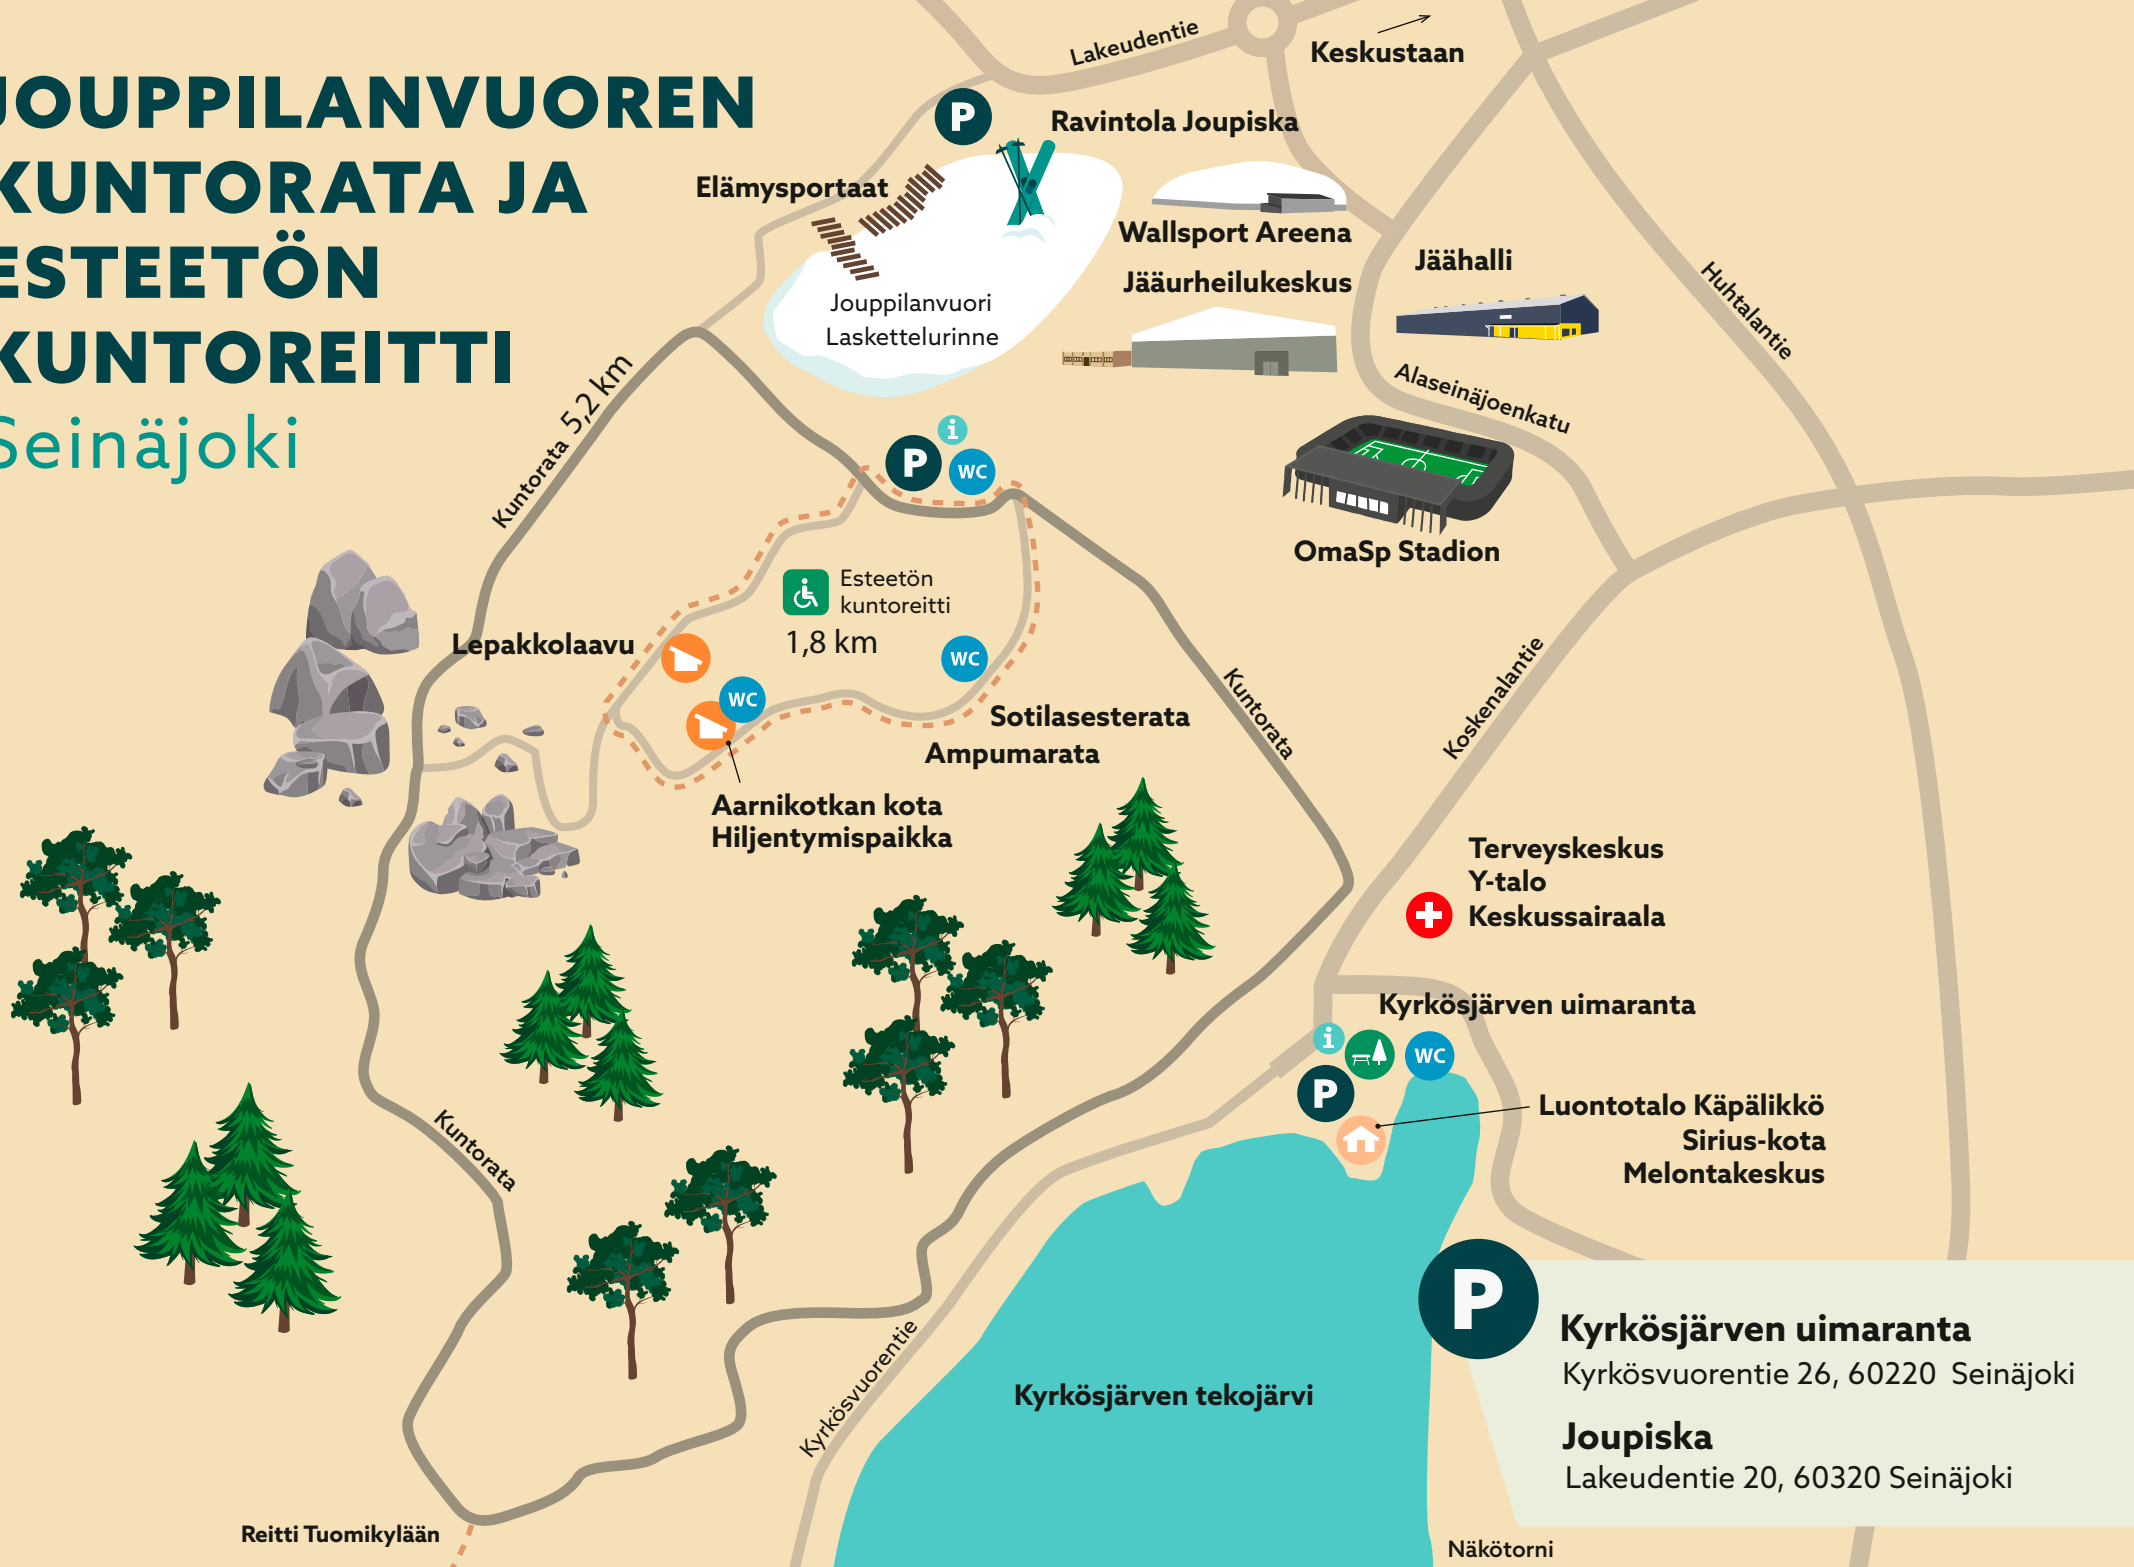 JOUPPILANVUOREN
KUNTORATA JA
ESTEETÖN
KUNTOREITTI
Seinäjoki
Lakeudentie
Keskustaan
P
Ravintola Joupiska
Elämysportaat
Wallsport Areena
Jäähalli
Jääurheilukeskus
Jouppilanvuori
Laskettelurinne
Huhtalantie
Alaseinäjoenkatu
Kuntorata 5,2 km
i
P
WC
OmaSp Stadion
Esteetön
kuntoreitti
1,8 km
Lepakkolaavu
WC
WC
Kuntorata
Koskenalantie
Sotilasesterata
Ampumarata
Aarnikotkan kota
Hiljentymispaikka
Terveyskeskus
Y-talo
Keskussairaala
Kyrkösjärven uimaranta
i
WC
P
Luontotalo Käpälikkö
Sirius-kota
Melontakeskus
Kuntorata
P
Kyrkösjärven uimaranta
Kyrkösvuorentie 26, 60220 Seinäjoki
Joupiska
Lakeudentie 20, 60320 Seinäjoki
Kyrkösvuorentie
Kyrkösjärven tekojärvi
Reitti Tuomikylään
Näkötorni